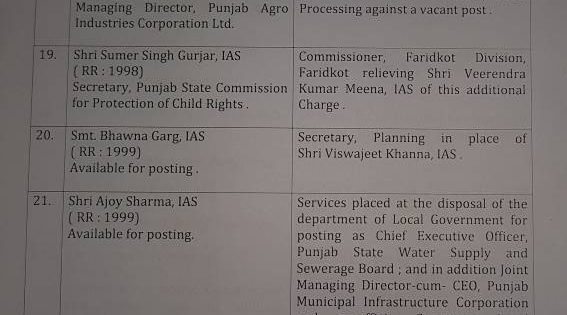 Managing Director, Punjab Agro
Industries Corporation Ltd.
Processing against a vacant post .
19.
Shri Sumer Singh Gurjar, IAS
( RR : 1998)
Secretary, Punjab State Commission
for Protection of Child Rights .
Commissioner, Faridkot Division,
Faridkot relieving Shri Veerendra
Kumar Meena, IAS of this additional
Charge .
20.
Smt. Bhawna Garg, IAS
( RR : 1999)
Available for posting .
Secretary, Planning in place of
Shri Viswajeet Khanna, IAS .
21.
Shri Ajoy Sharma, IAS
( RR : 1999)
Available for posting.
Services placed at the disposal of the
department of Local Government for
posting as Chief Executive Officer,
Punjab State Water Supply and
Sewerage Board ; and in addition Joint
Managing Director-cum- CEO, Punjab
Municipal Infrastructure Corporation